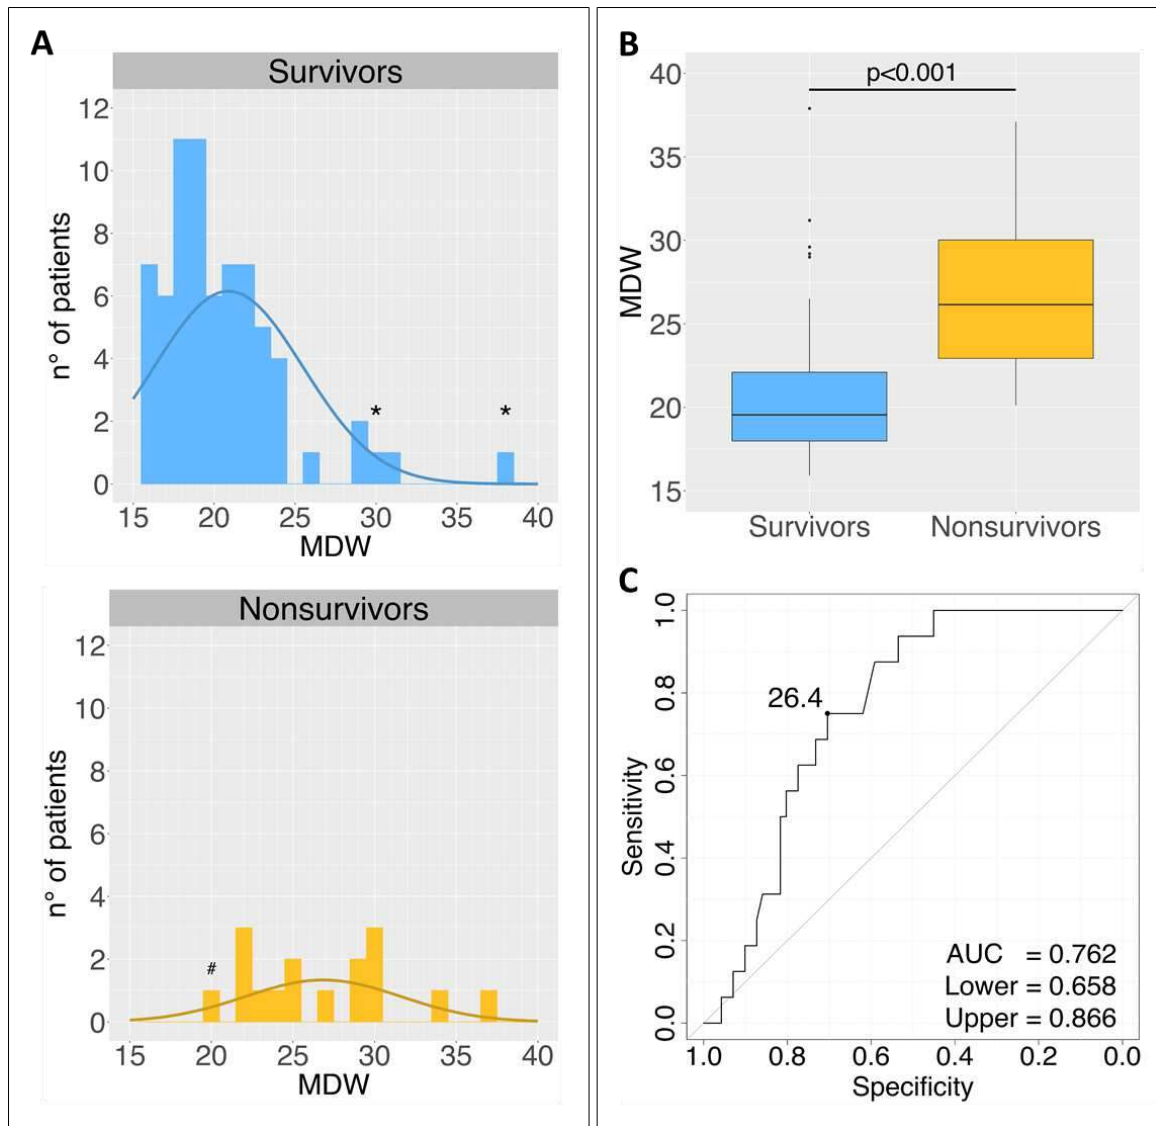 A
Survivors
12
10
8
6
4
2
0
n° of patients
* *
15 20 25 30 35 40
MDW
Nonsurvivors
12
10
8
6
4
2
0
n° of patients
#
15 20 25 30 35 40
MDW
B
p<0.001
40
35
30
25
20
15
MDW
Survivors Nonsurvivors
C
1.0
0.8
0.6
0.4
0.2
0.0
Sensitivity
26.4
AUC = 0.762
Lower = 0.658
Upper = 0.866
1.0 0.8 0.6 0.4 0.2 0.0
Specificity